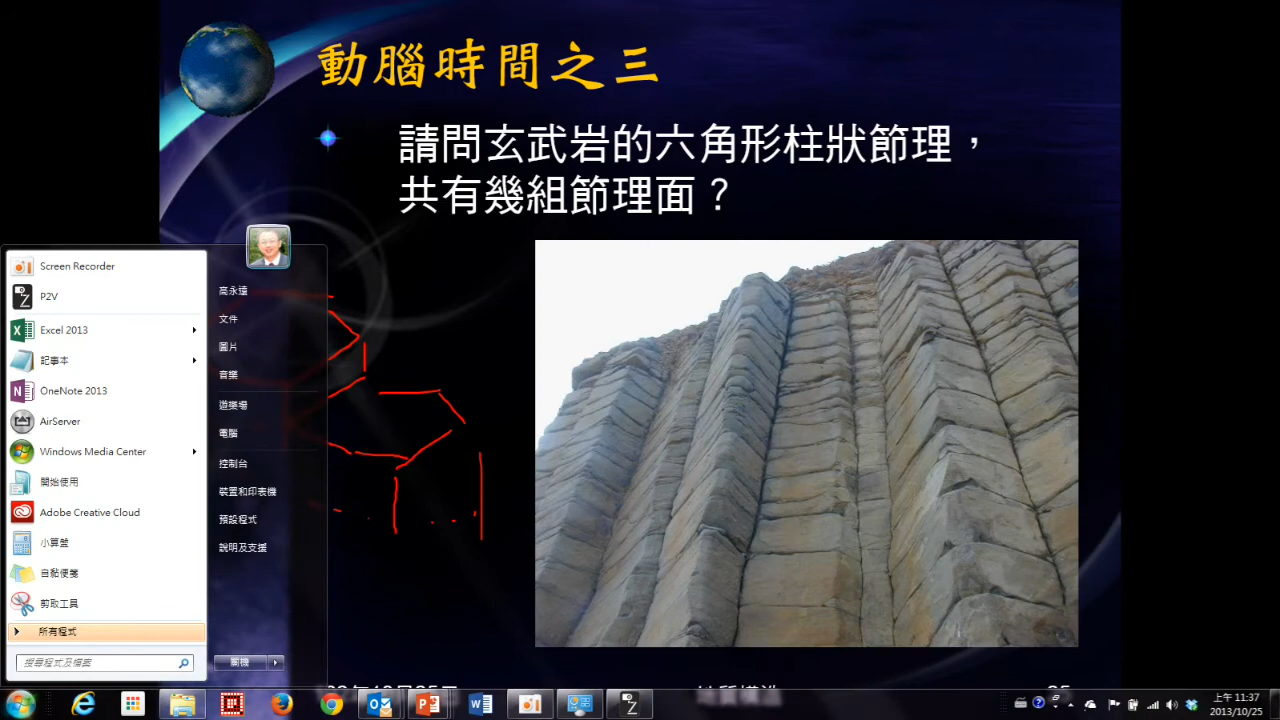 動腦時間之三
請問玄武岩的六角形柱狀節理，
共有幾組節理面？
Screen Recorder
P2V
Excel 2013
記事本
OneNote 2013
AirServer
Windows Media Center
開始使用
Adobe Creative Cloud
小算盤
自黏便箋
剪取工具
所有程式
搜尋程式及檔案
高永遠
文件
圖片
音樂
遊樂場
電腦
控制台
裝置和印表機
預設程式
說明及支援
關機
上午 11:37
2013/10/25